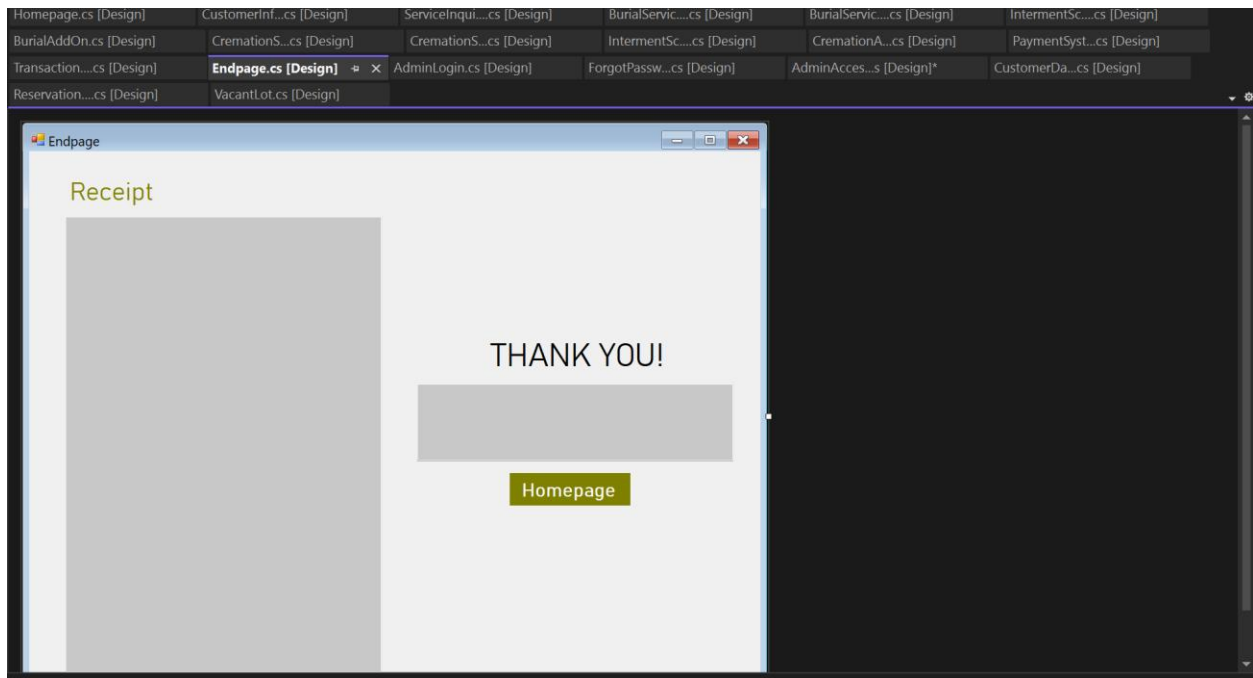 Homepage.cs [Design] CustomerInf...cs [Design] ServiceInqui....cs [Design] BurialServic....cs [Design] BurialServic....cs [Design] IntermentSc....cs [Design]
BurialAddOn.cs [Design] CremationS...cs [Design] CremationS...cs [Design] IntermentSc....cs [Design] CremationA...cs [Design] PaymentSyst...cs [Design]
Transaction....cs [Design] Endpage.cs [Design] AdminLogin.cs [Design] ForgotPassw...cs [Design] AdminAcces...s [Design]* CustomerDa...cs [Design]
Reservation....cs [Design] VacantLot.cs [Design]
Endpage
Receipt
THANK YOU!
Homepage